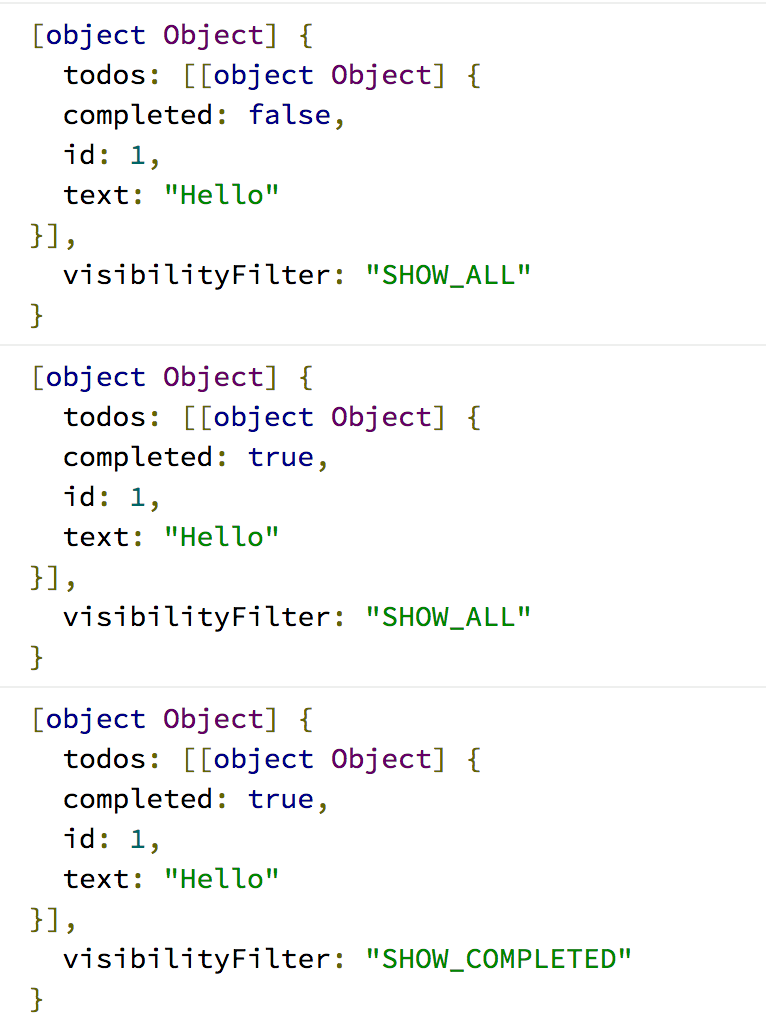 [object Object] {
  todos: [[object Object] {
  completed: false,
  id: 1,
  text: "Hello"
}],
  visibilityFilter: "SHOW_ALL"
}
[object Object] {
  todos: [[object Object] {
  completed: true,
  id: 1,
  text: "Hello"
}],
  visibilityFilter: "SHOW_ALL"
}
[object Object] {
  todos: [[object Object] {
  completed: true,
  id: 1,
  text: "Hello"
}],
  visibilityFilter: "SHOW_COMPLETED"
}